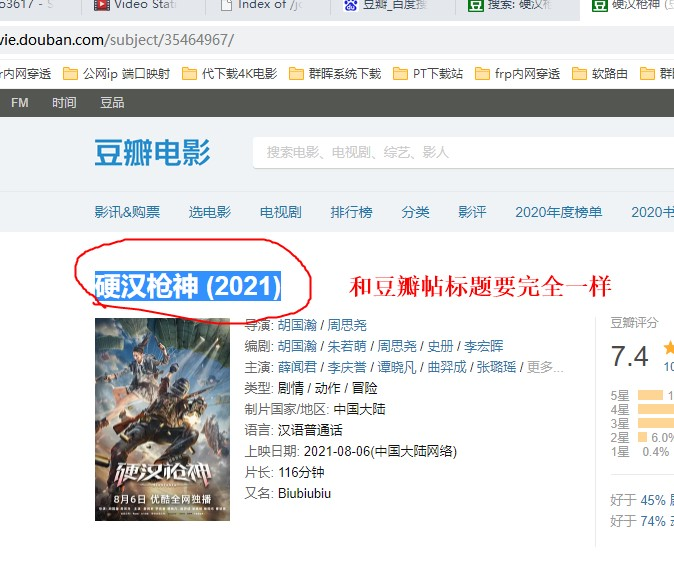 Video Stat
Index of /jo
豆瓣_百度搜
搜索: 硬汉枪
硬汉枪神 (豆
vie.douban.com/subject/35464967/
r内网穿透 公网ip 端口映射 代下载4K电影 群晖系统下载 PT下载站 frp内网穿透 软路由 群
FM 时间 豆品
豆瓣电影
搜索电影、电视剧、综艺、影人
影讯&购票 选电影 电视剧 排行榜 分类 影评 2020年度榜单 2020书
硬汉枪神 (2021)
和豆瓣帖标题要完全一样
硬汉枪神
8月6日 优酷全网独播
导演: 胡国瀚 / 周思尧
编剧: 胡国瀚 / 朱若萌 / 周思尧 / 史册 / 李宏晖
主演: 薛闻君 / 李庆誉 / 谭晓凡 / 曲羿成 / 张璐瑶 / 更多...
类型: 剧情 / 动作 / 冒险
制片国家/地区: 中国大陆
语言: 汉语普通话
上映日期: 2021-08-06(中国大陆网络)
片长: 116分钟
又名: Biubiubiu
豆瓣评分
7.4
10
5星 1
4星
3星
2星 6.0%
1星 0.4%
好于 45%
好于 74%